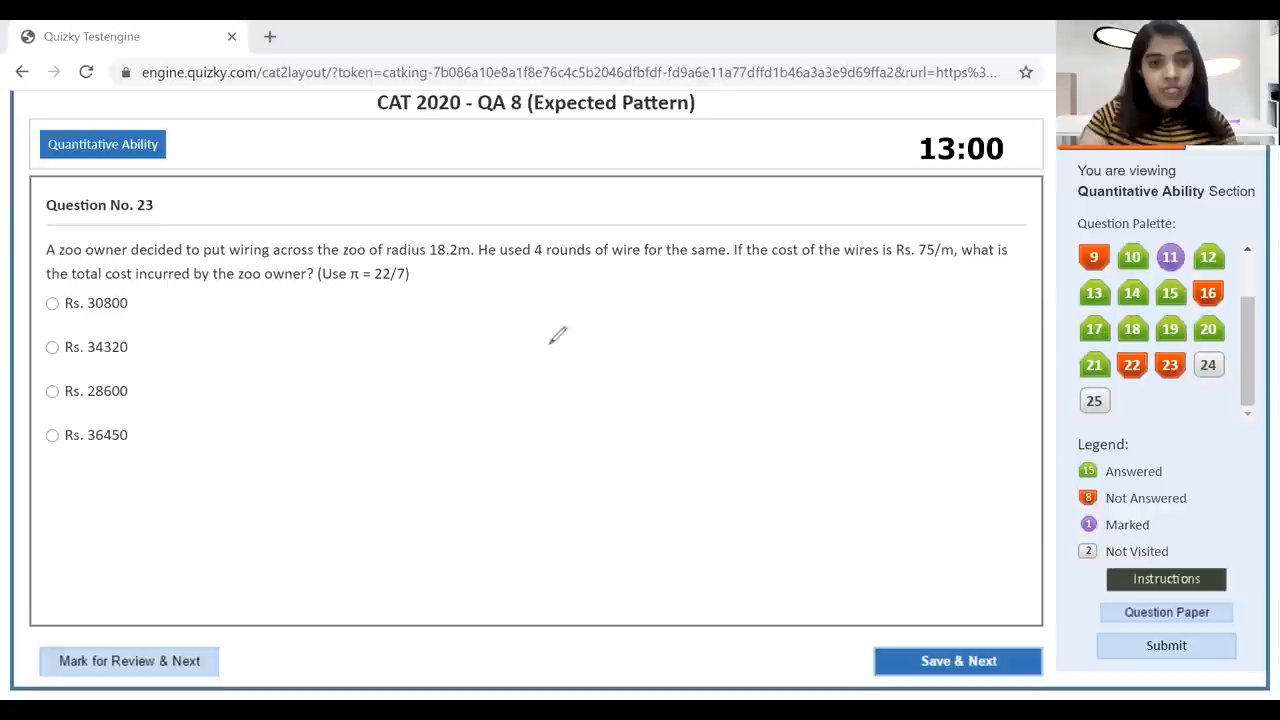 Quizky Testengine
engine.quizky.com/cat2layout/?token=catking-7b086a10e8a1f8e76c4c5b2046dfbfdf-fd9a6e11a77dffd1b46a3a3e9d69ffa2&rurl=https%3...
CAT 2020 - QA 8 (Expected Pattern)
Quantitative Ability
13:00
Question No. 23
A zoo owner decided to put wiring across the zoo of radius 18.2m. He used 4 rounds of wire for the same. If the cost of the wires is Rs. 75/m, what is
the total cost incurred by the zoo owner? (Use π = 22/7)
Rs. 30800
Rs. 34320
Rs. 28600
Rs. 36450
Mark for Review & Next
Save & Next
You are viewing
Quantitative Ability Section
Question Palette:
9 10 11 12
13 14 15 16
17 18 19 20
21 22 23 24
25
Legend:
15 Answered
8 Not Answered
1 Marked
2 Not Visited
Instructions
Question Paper
Submit